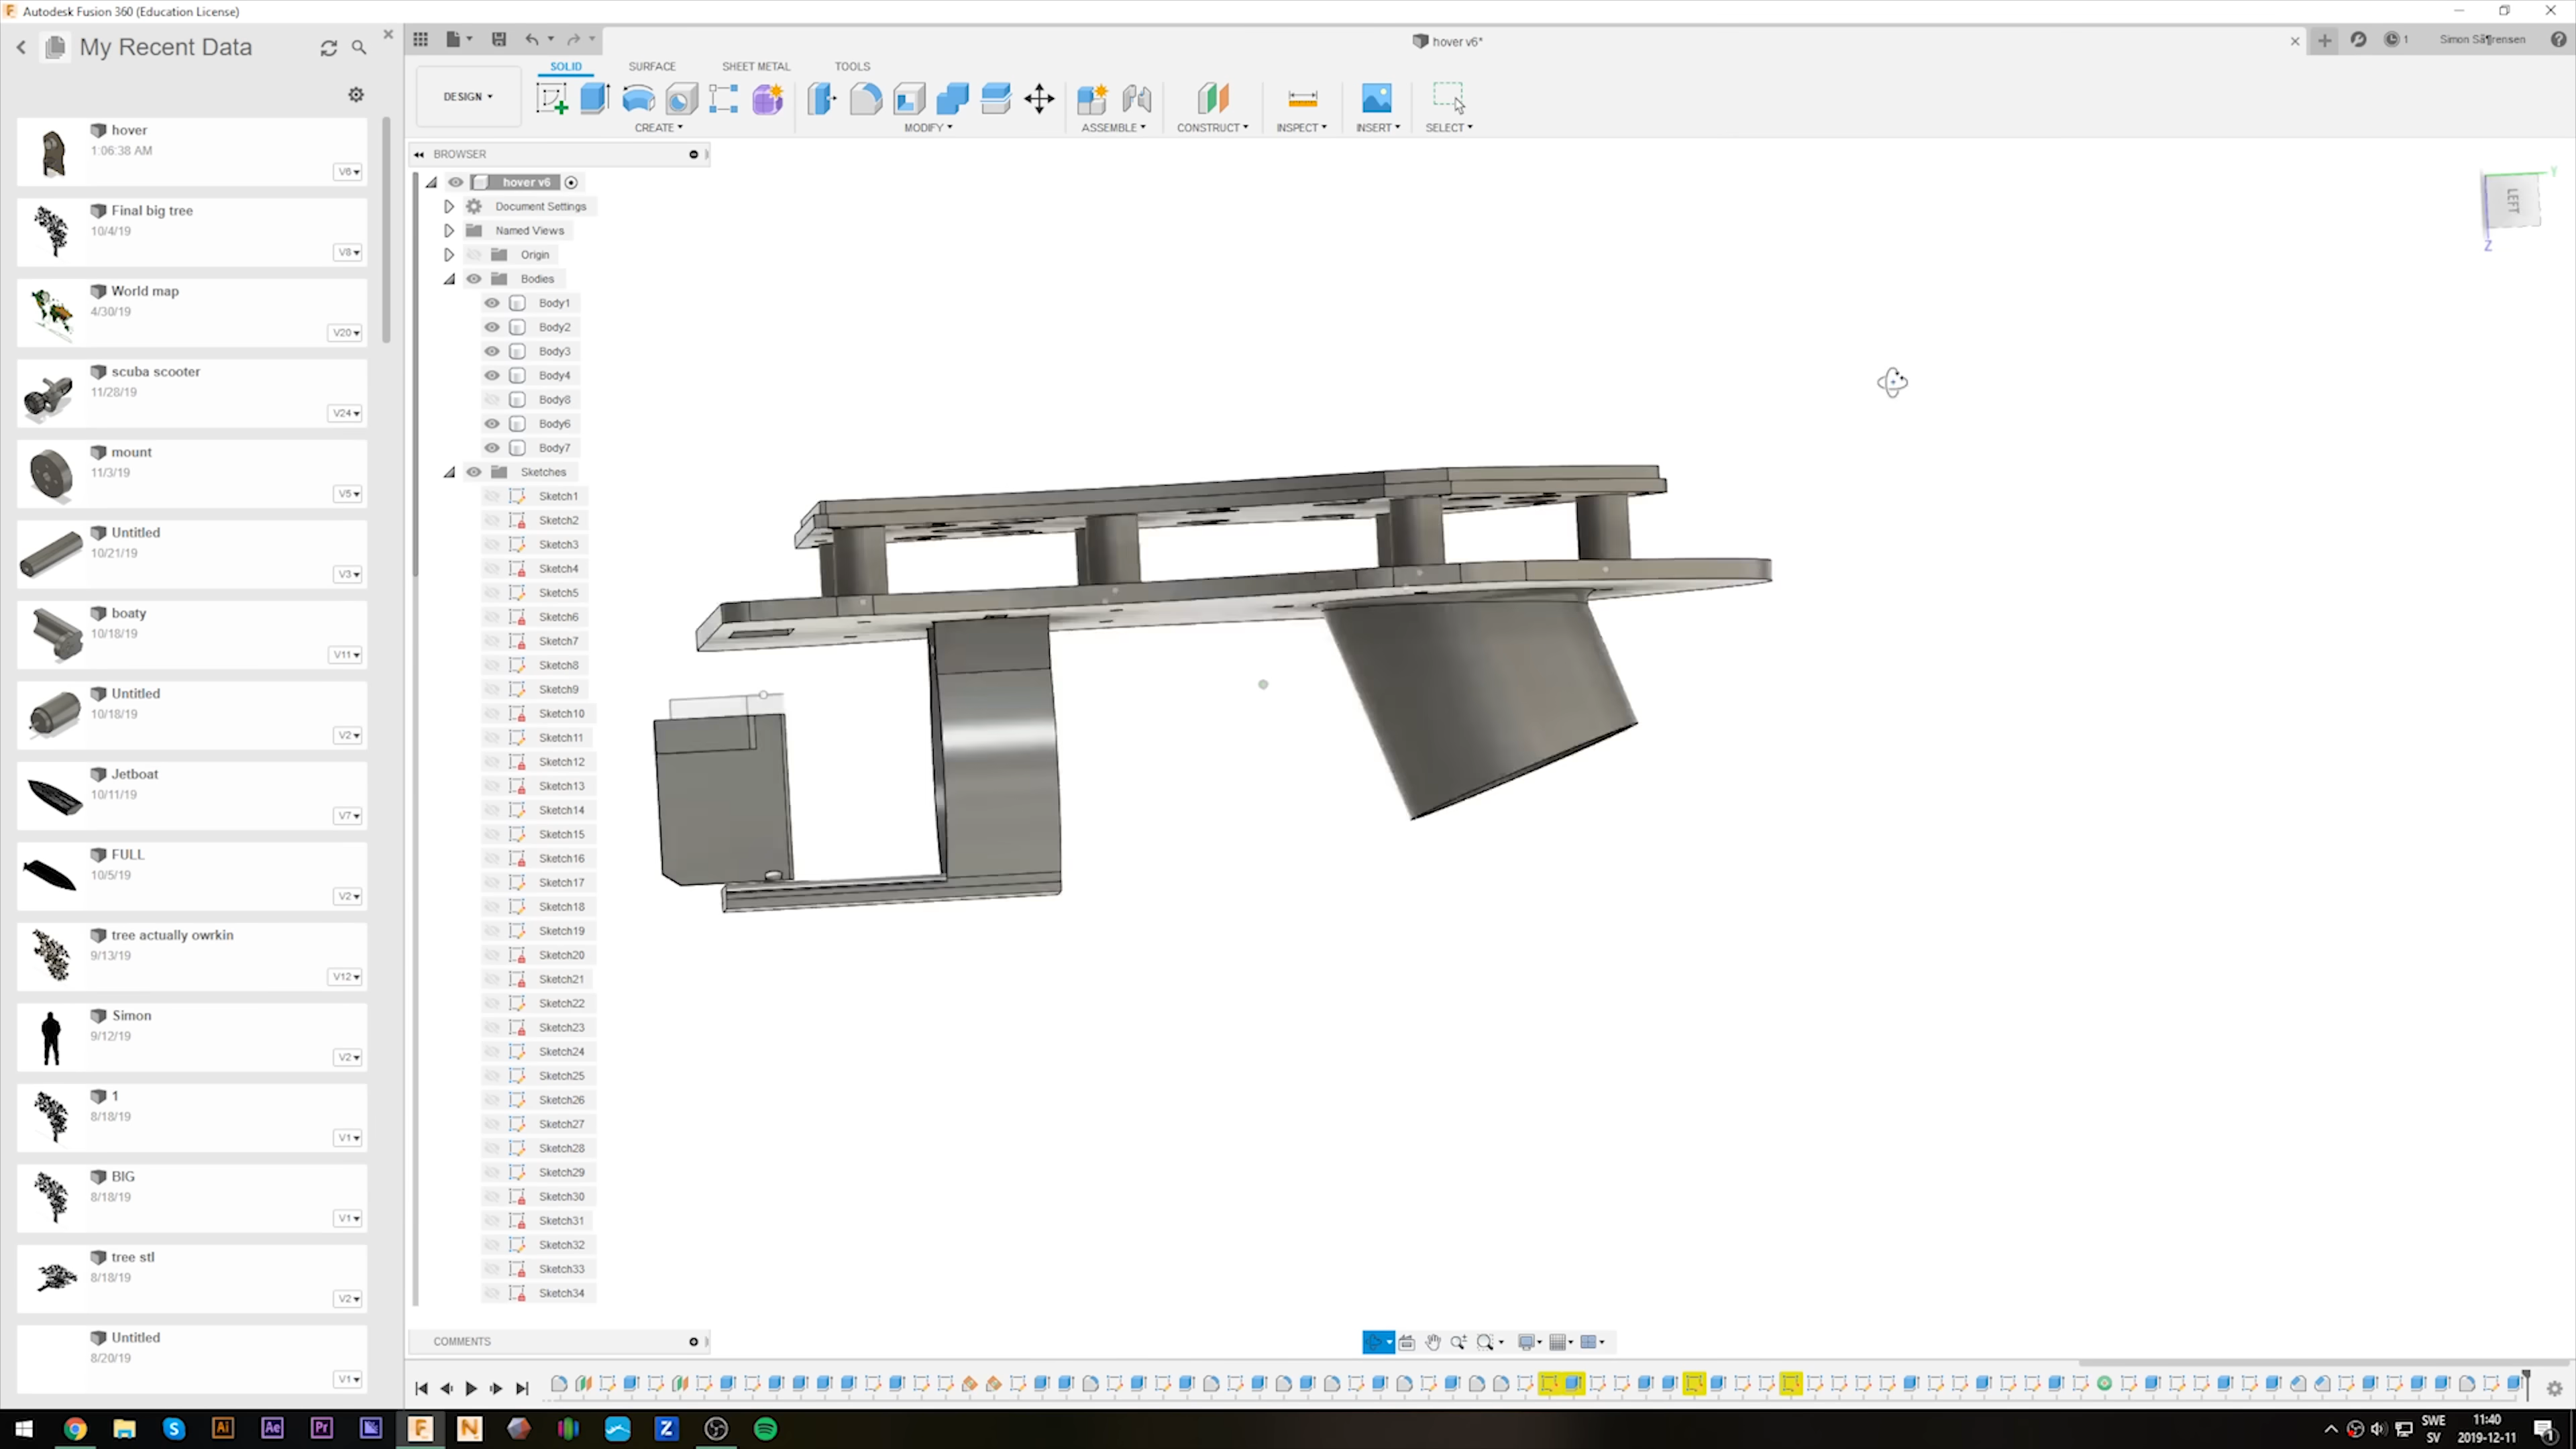 Autodesk Fusion 360 (Education License)
My Recent Data
hover
1:06:38 AM
V6
Final big tree
10/4/19
V8
World map
4/30/19
V20
scuba scooter
11/28/19
V24
mount
11/3/19
V5
Untitled
10/21/19
V3
boaty
10/18/19
V11
Untitled
10/18/19
V2
Jetboat
10/11/19
V7
FULL
10/5/19
V2
tree actually owrkin
9/13/19
V12
Simon
9/12/19
V2
1
8/18/19
V1
BIG
8/18/19
V1
tree stl
8/18/19
V2
Untitled
8/20/19
V1
hover v6*
1
Simon Sã¶rensen
SOLID SURFACE SHEET METAL TOOLS
DESIGN
CREATE MODIFY ASSEMBLE CONSTRUCT INSPECT INSERT SELECT
BROWSER
hover v6
Document Settings
Named Views
Origin
Bodies
Body1
Body2
Body3
Body4
Body8
Body6
Body7
Sketches
Sketch1
Sketch2
Sketch3
Sketch4
Sketch5
Sketch6
Sketch7
Sketch8
Sketch9
Sketch10
Sketch11
Sketch12
Sketch13
Sketch14
Sketch15
Sketch16
Sketch17
Sketch18
Sketch19
Sketch20
Sketch21
Sketch22
Sketch23
Sketch24
Sketch25
Sketch26
Sketch27
Sketch28
Sketch29
Sketch30
Sketch31
Sketch32
Sketch33
Sketch34
COMMENTS
Y
LEFT
Z
Ai Ae Pr F N Z
SWE
SV
11:40
2019-12-11
1